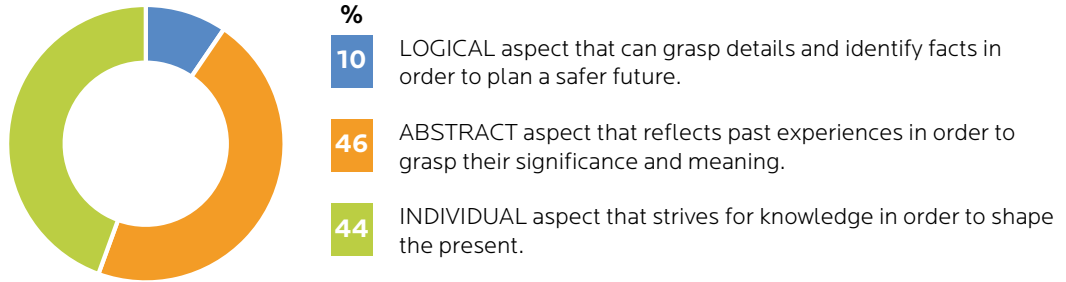 %
10
LOGICAL aspect that can grasp details and identify facts in
order to plan a safer future.
46
ABSTRACT aspect that reflects past experiences in order to
grasp their significance and meaning.
44
INDIVIDUAL aspect that strives for knowledge in order to shape
the present.